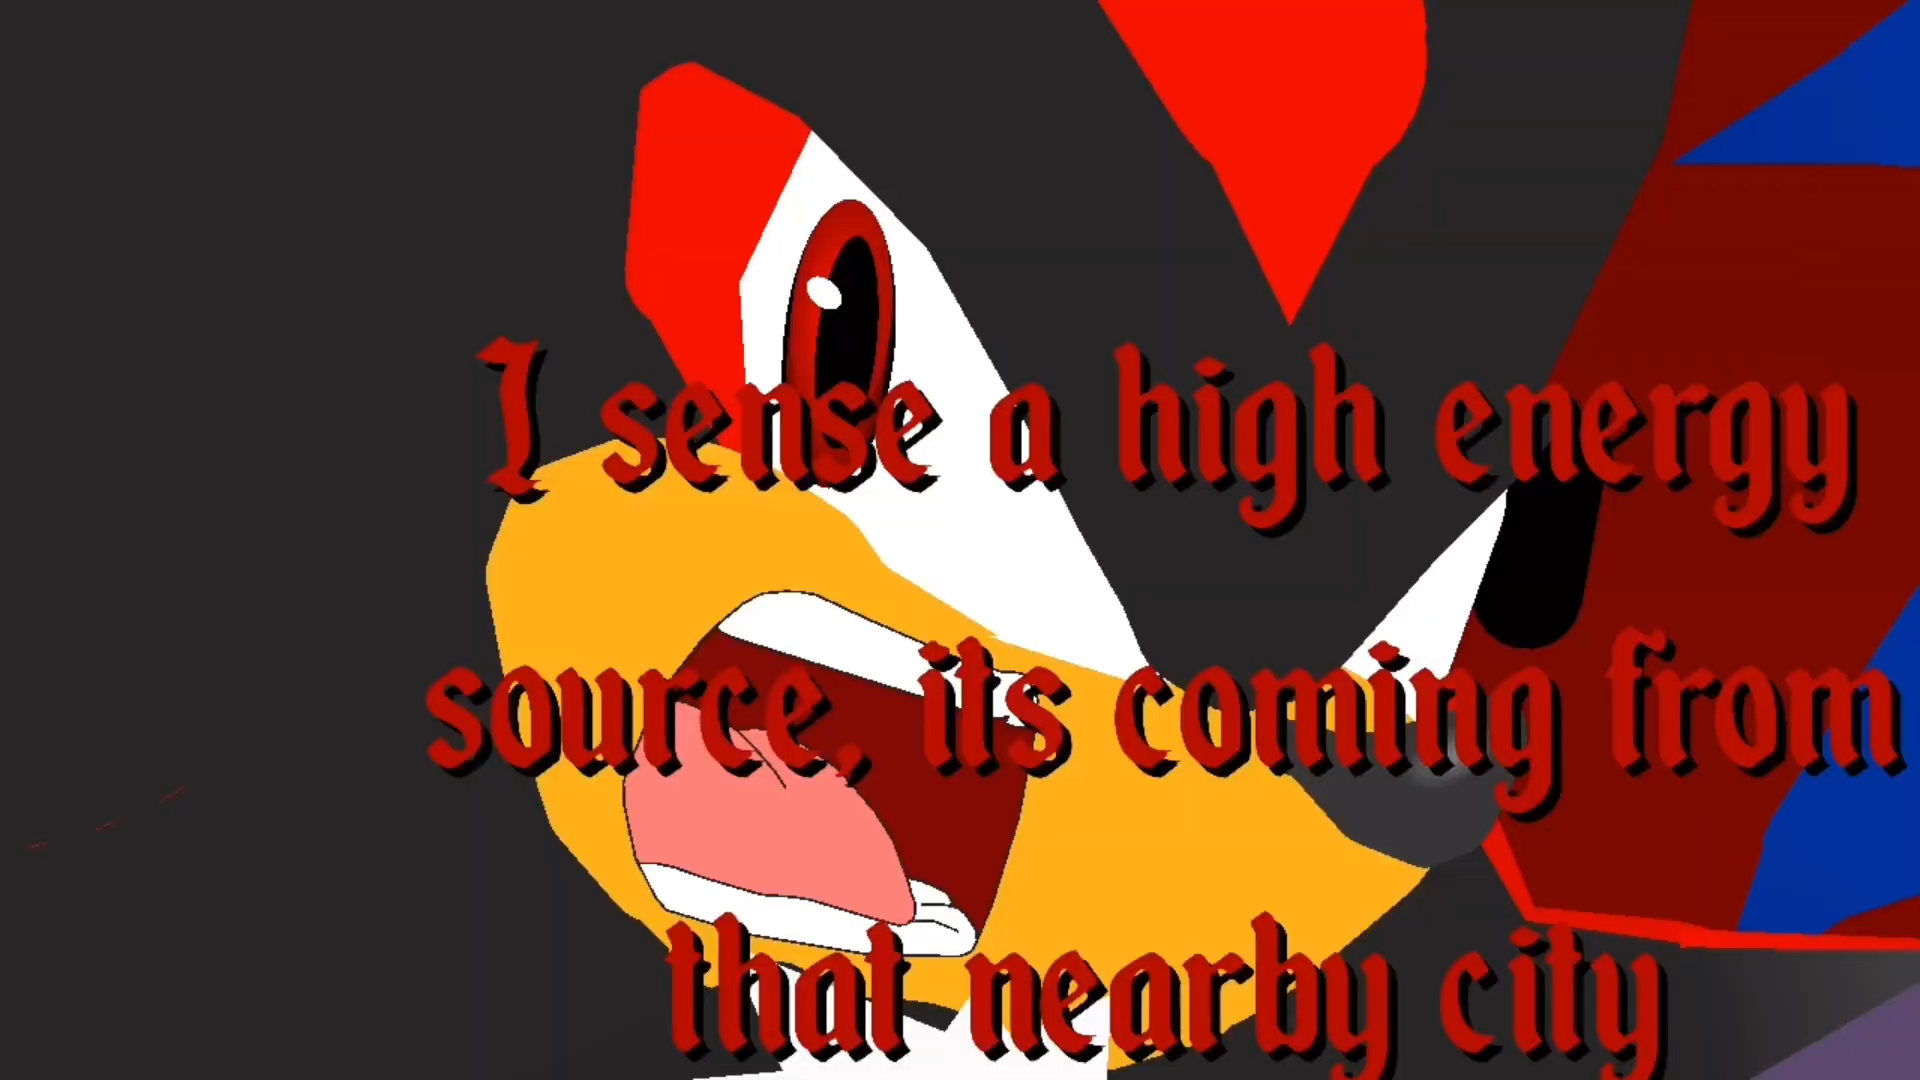 I sense a high energy
source, its coming from
that nearby city